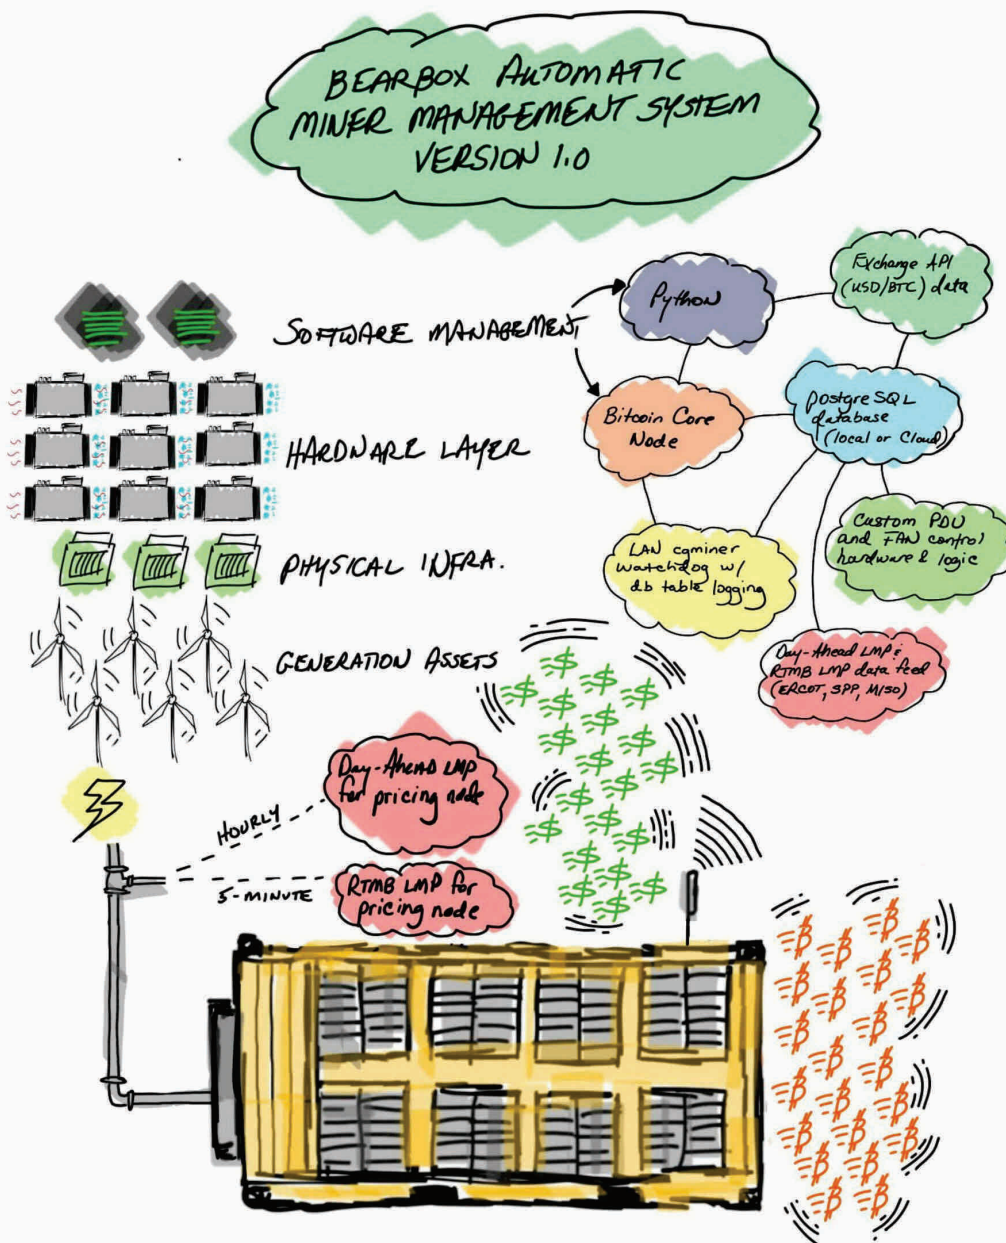 BEARBOX AUTOMATIC
MINER MANAGEMENT SYSTEM
VERSION 1.0
SOFTWARE MANAGEMENT
HARDWARE LAYER
PHYSICAL INFRA.
GENERATION ASSETS
Python
Exchange API
(USD/BTC) data
Bitcoin Core
Node
PostgreSQL
database
(local or Cloud)
LAN cgminer
Watchdog w/
db table logging
Custom PDU
and FAN control
hardware & logic
Day-Ahead LMP &
RTMB LMP data feed
(ERCOT, SPP, MISO)
HOURLY
Day-Ahead LMP
for pricing node
5-MINUTE
RTMB LMP for
pricing node